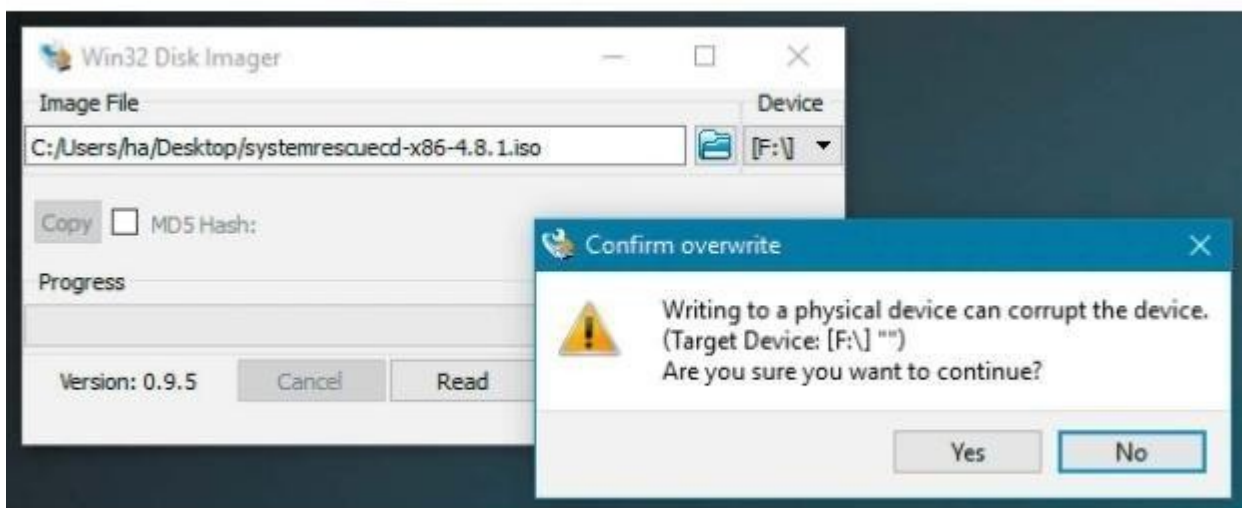 Win32 Disk Imager
Image File
Device
C:/Users/ha/Desktop/systemrescuecd-x86-4.8.1.iso
[F:\]
Copy
MD5 Hash:
Progress
Version: 0.9.5
Cancel
Read
Confirm overwrite
Writing to a physical device can corrupt the device.
(Target Device: [F:\] "")
Are you sure you want to continue?
Yes
No